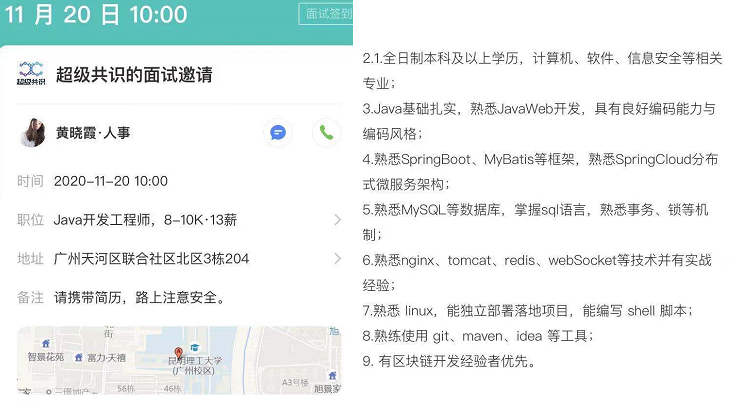 11 月 20 日 10:00
面试签到
超级共识
超级共识的面试邀请
黄晓霞·人事
时间 2020-11-20 10:00
职位 Java开发工程师，8-10K·13薪
地址 广州天河区联合社区北区3栋204
备注 请携带简历，路上注意安全。
街
智景花苑
富力·天禧
昆明理工大学
(广州校区)
56栋
46栋
A3号楼
旭景家
2.1.全日制本科及以上学历，计算机、软件、信息安全等相关
专业；
3.Java基础扎实，熟悉JavaWeb开发，具有良好编码能力与
编码风格；
4.熟悉SpringBoot、MyBatis等框架，熟悉SpringCloud分布
式微服务架构；
5.熟悉MySQL等数据库，掌握sql语言，熟悉事务、锁等机
制；
6.熟悉nginx、tomcat、redis、webSocket等技术并有实战
经验；
7.熟悉 linux，能独立部署落地项目，能编写 shell 脚本；
8.熟练使用 git、maven、idea 等工具；
9. 有区块链开发经验者优先。